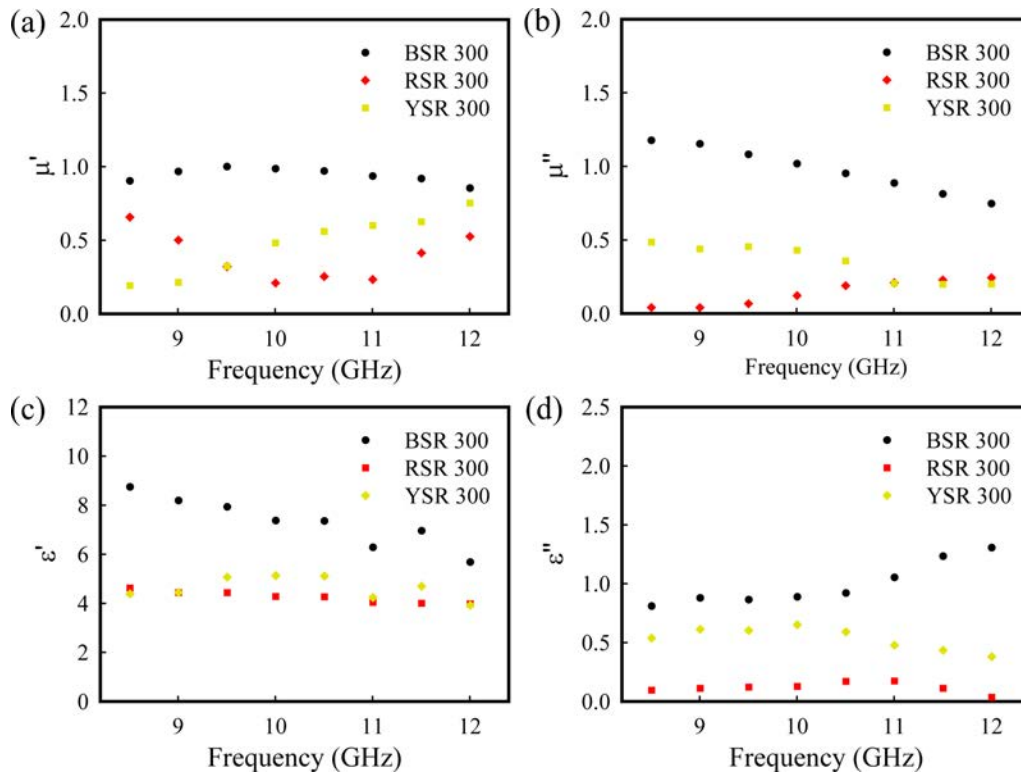 (a)
2.0
1.5
1.0
0.5
0.0
μ'
BSR 300
RSR 300
YSR 300
9 10 11 12
Frequency (GHz)
(b)
2.0
1.5
1.0
0.5
0.0
μ"
BSR 300
RSR 300
YSR 300
9 10 11 12
Frequency (GHz)
(c)
12
10
8
6
4
2
0
ε'
BSR 300
RSR 300
YSR 300
9 10 11 12
Frequency (GHz)
(d)
2.5
2.0
1.5
1.0
0.5
0.0
ε"
BSR 300
RSR 300
YSR 300
9 10 11 12
Frequency (GHz)